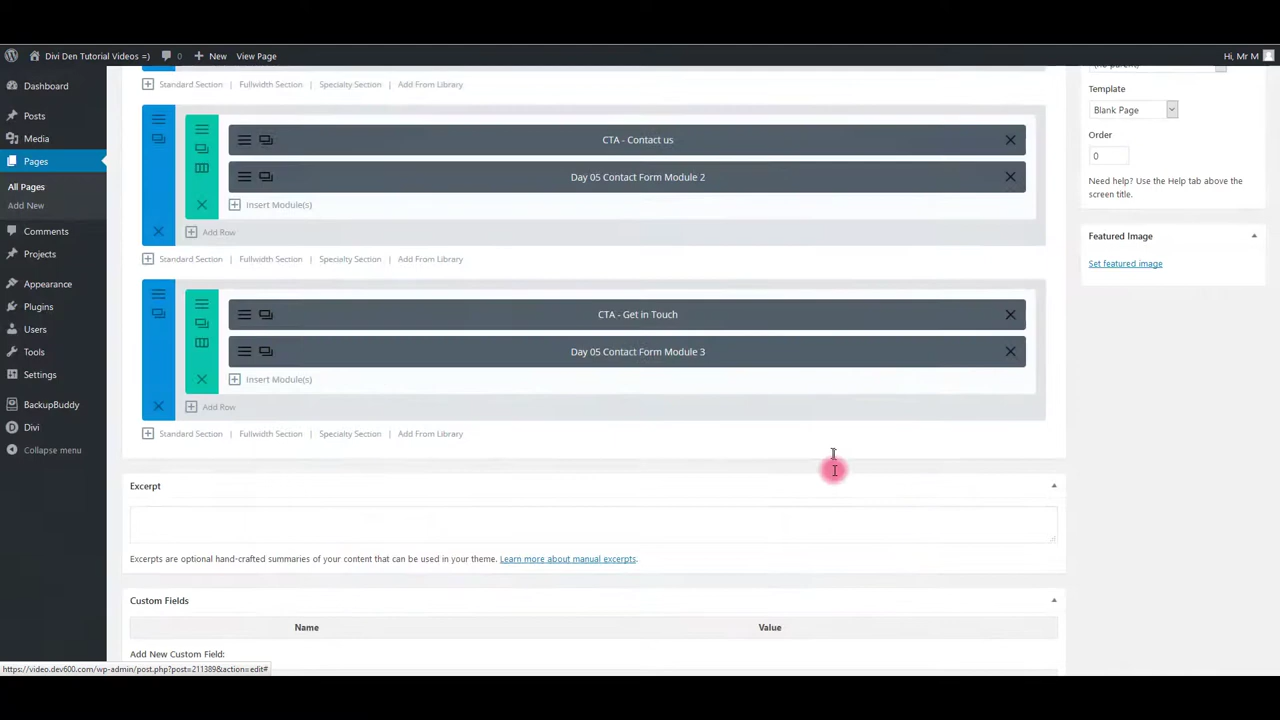 Divi Den Tutorial Videos =)
0
New
View Page
Hi, Mr M
Dashboard
Posts
Media
Pages
All Pages
Add New
Comments
Projects
Appearance
Plugins
Users
Tools
Settings
BackupBuddy
Divi
Collapse menu
Standard Section | Fullwidth Section | Specialty Section | Add From Library
CTA - Contact us
Day 05 Contact Form Module 2
Insert Module(s)
Add Row
Standard Section | Fullwidth Section | Specialty Section | Add From Library
CTA - Get in Touch
Day 05 Contact Form Module 3
Insert Module(s)
Add Row
Standard Section | Fullwidth Section | Specialty Section | Add From Library
Excerpt
Excerpts are optional hand-crafted summaries of your content that can be used in your theme. Learn more about manual excerpts.
Custom Fields
Name
Value
Add New Custom Field:
(no parent)
Template
Blank Page
Order
0
Need help? Use the Help tab above the
screen title.
Featured Image
Set featured image
https://video.dev600.com/wp-admin/post.php?post=211389&action=edit#